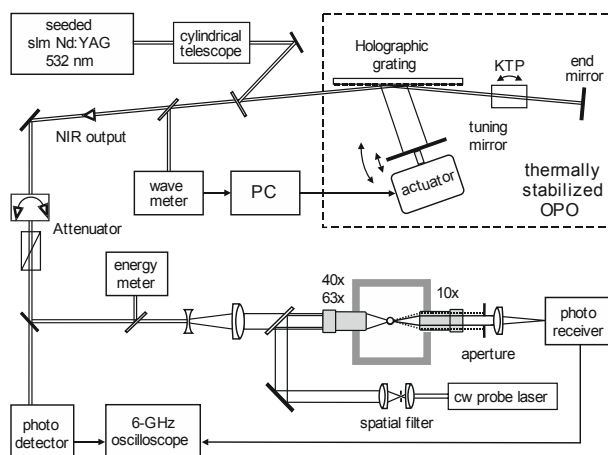 seeded
slm Nd:YAG
532 nm
cylindrical
telescope
Holographic
grating
KTP
end
mirror
NIR output
tuning
mirror
wave
meter
PC
actuator
thermally
stabilized
OPO
Attenuator
energy
meter
40x
63x
10x
photo
receiver
aperture
cw probe laser
spatial filter
photo
detector
6-GHz
oscilloscope